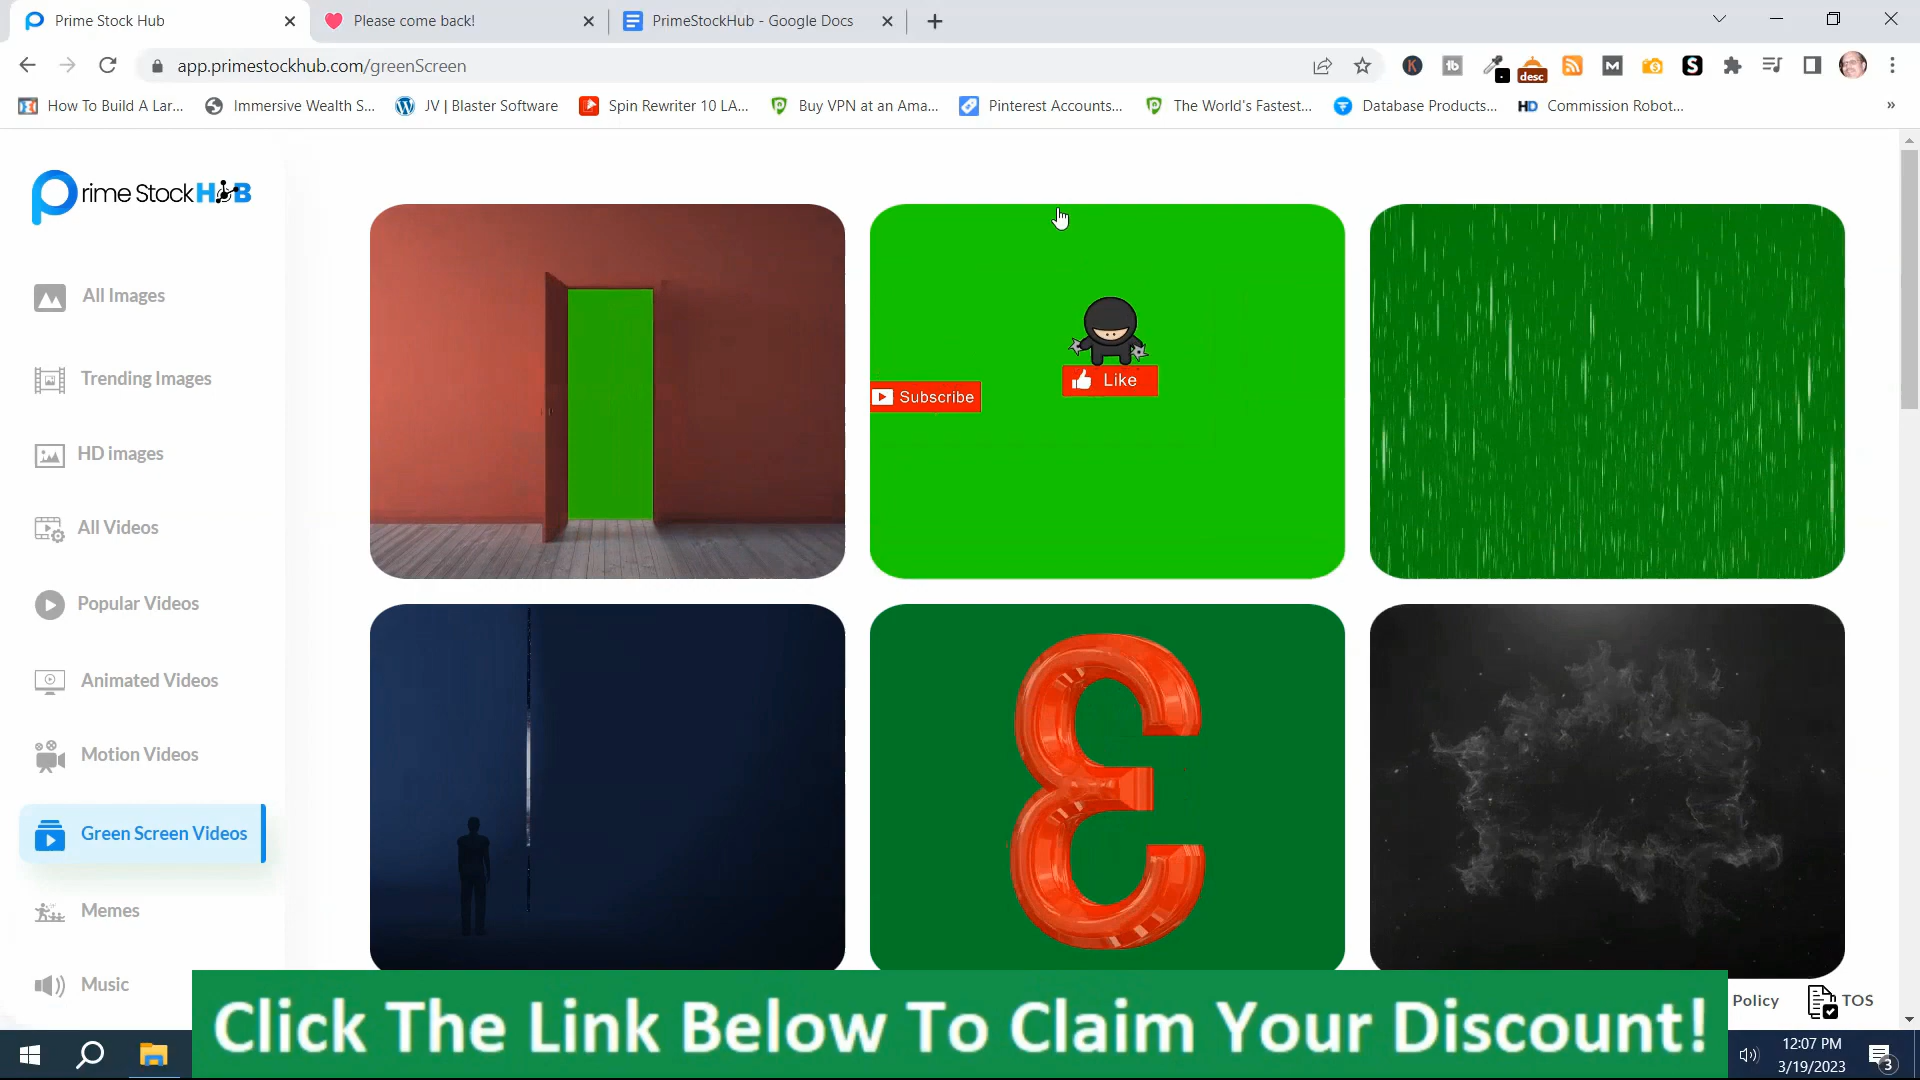 Prime Stock Hub
Please come back!
PrimeStockHub - Google Docs
app.primestockhub.com/greenScreen
desc
How To Build A Lar...
Immersive Wealth S...
JV | Blaster Software
Spin Rewriter 10 LA...
Buy VPN at an Ama...
Pinterest Accounts...
The World's Fastest...
Database Products...
HD Commission Robot...
Prime Stock HUB
All Images
Trending Images
HD images
All Videos
Popular Videos
Animated Videos
Motion Videos
Green Screen Videos
Memes
Music
Like
Subscribe
Policy
TOS
Click The Link Below To Claim Your Discount!
12:07 PM
3/19/2023
3